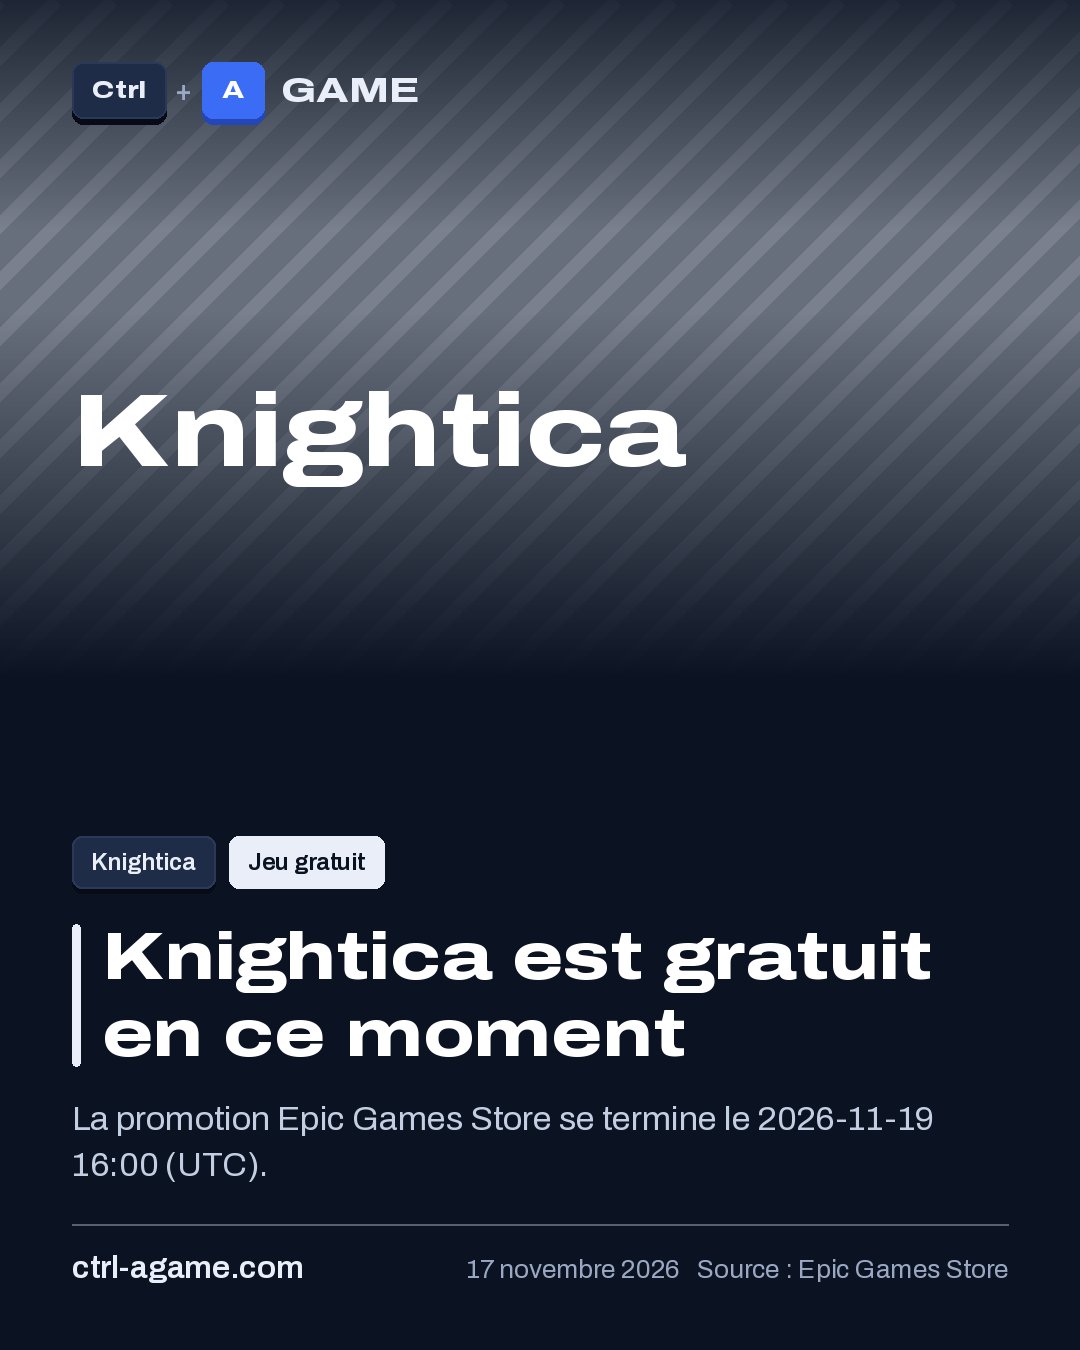 Ctrl + A GAME
Knightica
Knightica Jeu gratuit
Knightica est gratuit
en ce moment
La promotion Epic Games Store se termine le 2026-11-19
16:00 (UTC).
ctrl-agame.com 17 novembre 2026 Source : Epic Games Store